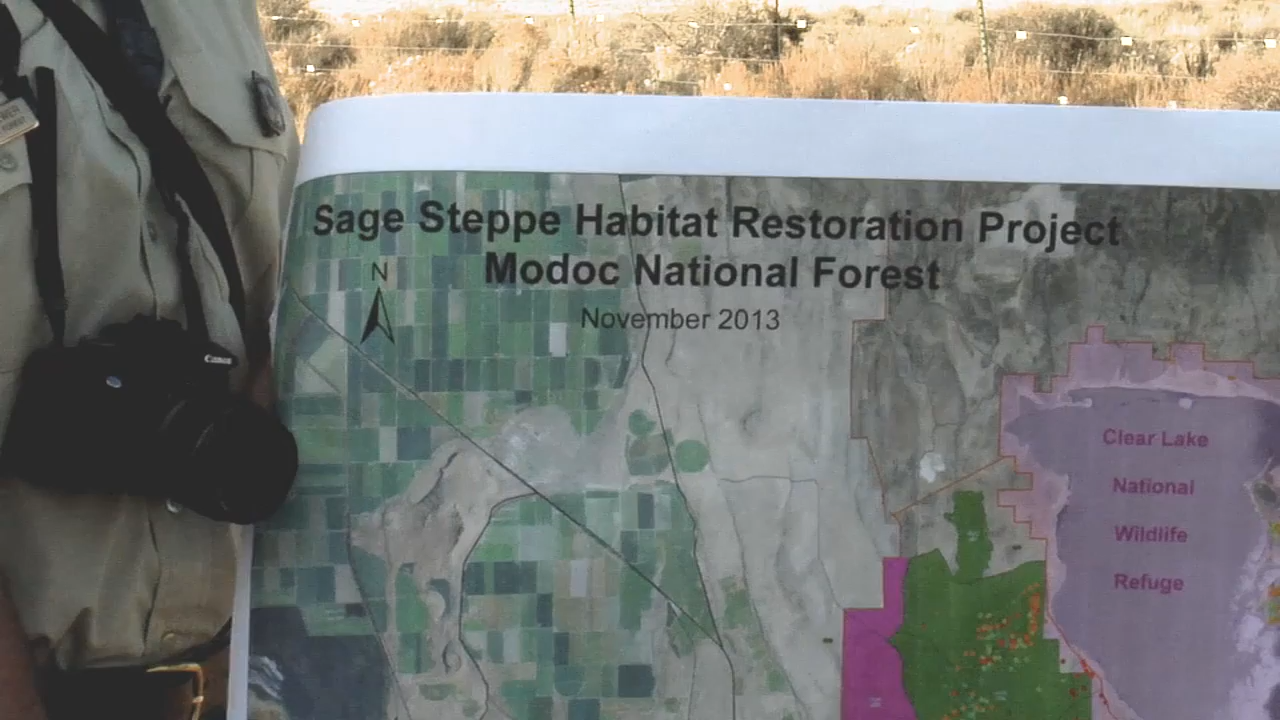 Sage Steppe Habitat Restoration Project
Modoc National Forest
November 2013
N
Canon
Clear Lake
National
Wildlife
Refuge